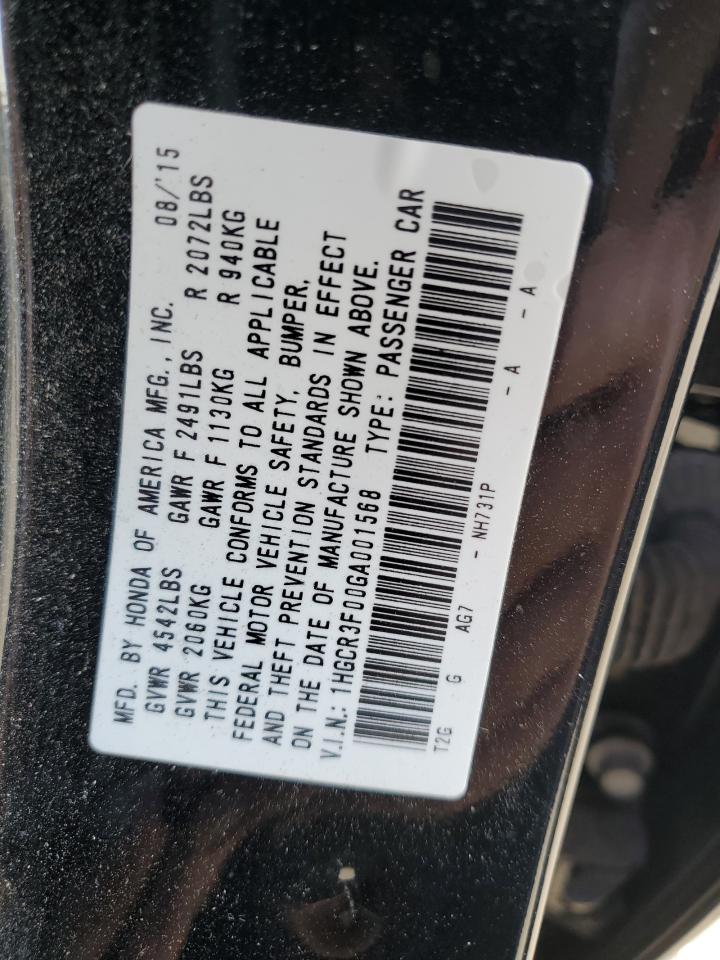 MFD. BY HONDA OF AMERICA MFG., INC. 08/'15
GVWR 4542LBS GAWR F 2491LBS R 2072LBS
GVWR 2060KG GAWR F 1130KG R 940KG
THIS VEHICLE CONFORMS TO ALL APPLICABLE
FEDERAL MOTOR VEHICLE SAFETY, BUMPER,
AND THEFT PREVENTION STANDARDS IN EFFECT
ON THE DATE OF MANUFACTURE SHOWN ABOVE.
V.I.N.: 1HGCR3F00GA001568 TYPE: PASSENGER CAR
T2G G AG7 - NH731P - A - A